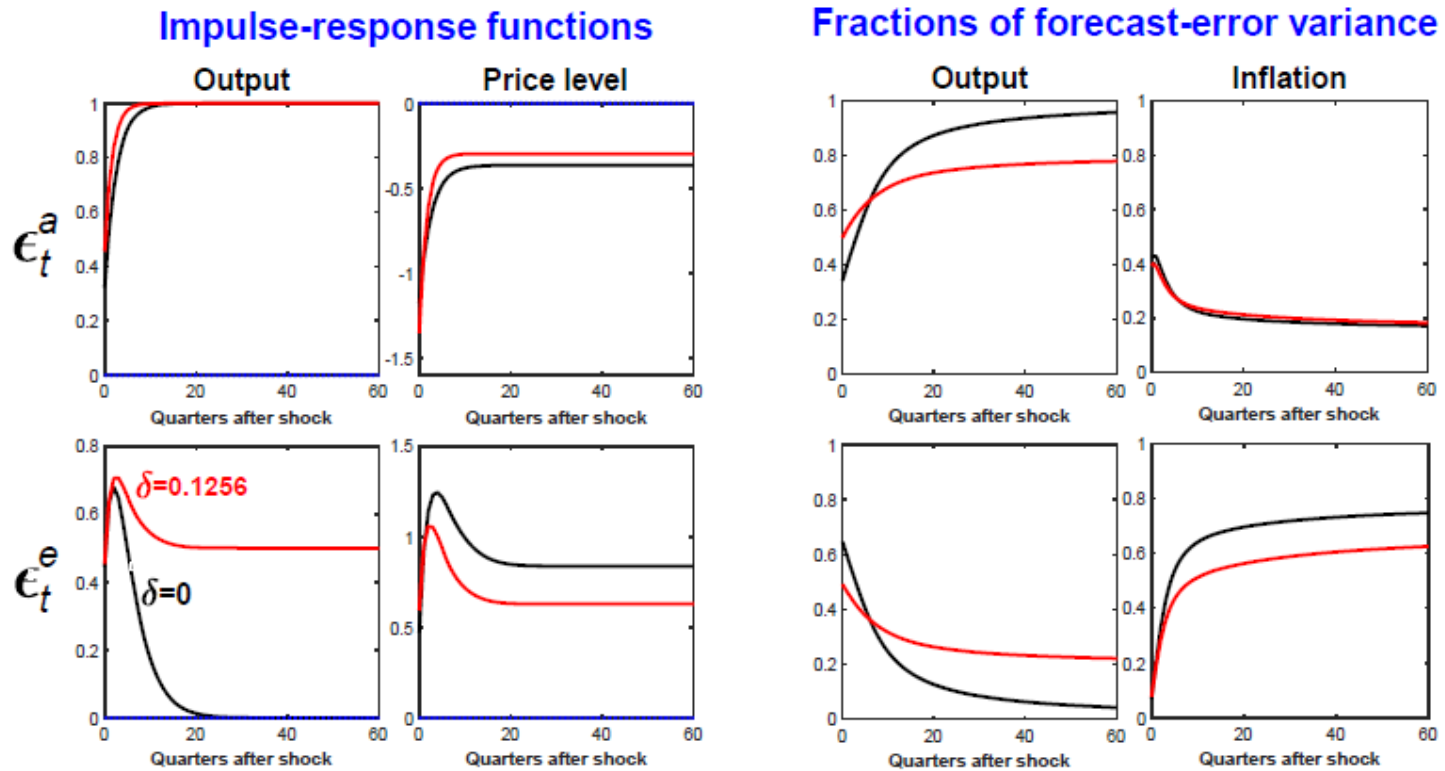 Impulse-response functions
Fractions of forecast-error variance
Output
Price level
Output
Inflation
ϵₜᵃ
1
0.8
0.6
0.4
0.2
0
0 20 40 60
Quarters after shock
0
-0.5
-1
-1.5
0 20 40 60
Quarters after shock
1
0.8
0.6
0.4
0.2
0
0 20 40 60
Quarters after shock
1
0.8
0.6
0.4
0.2
0
0 20 40 60
Quarters after shock
ϵₜᵉ
0.8
0.6
0.4
0.2
0
δ=0.1256
δ=0
0 20 40 60
Quarters after shock
1.5
1
0.5
0
0 20 40 60
Quarters after shock
1
0.8
0.6
0.4
0.2
0
0 20 40 60
Quarters after shock
1
0.8
0.6
0.4
0.2
0
0 20 40 60
Quarters after shock